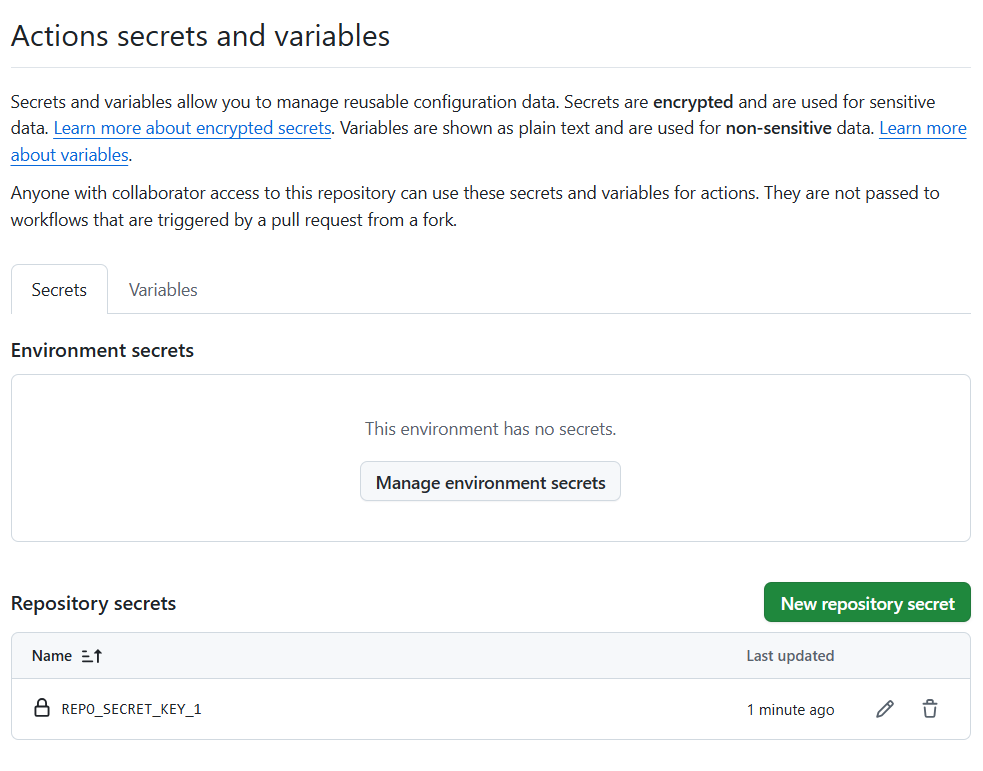 Actions secrets and variables
Secrets and variables allow you to manage reusable configuration data. Secrets are encrypted and are used for sensitive
data. Learn more about encrypted secrets. Variables are shown as plain text and are used for non-sensitive data. Learn more
about variables.
Anyone with collaborator access to this repository can use these secrets and variables for actions. They are not passed to
workflows that are triggered by a pull request from a fork.
Secrets Variables
Environment secrets
This environment has no secrets.
Manage environment secrets
Repository secrets New repository secret
Name Last updated
REPO_SECRET_KEY_1 1 minute ago